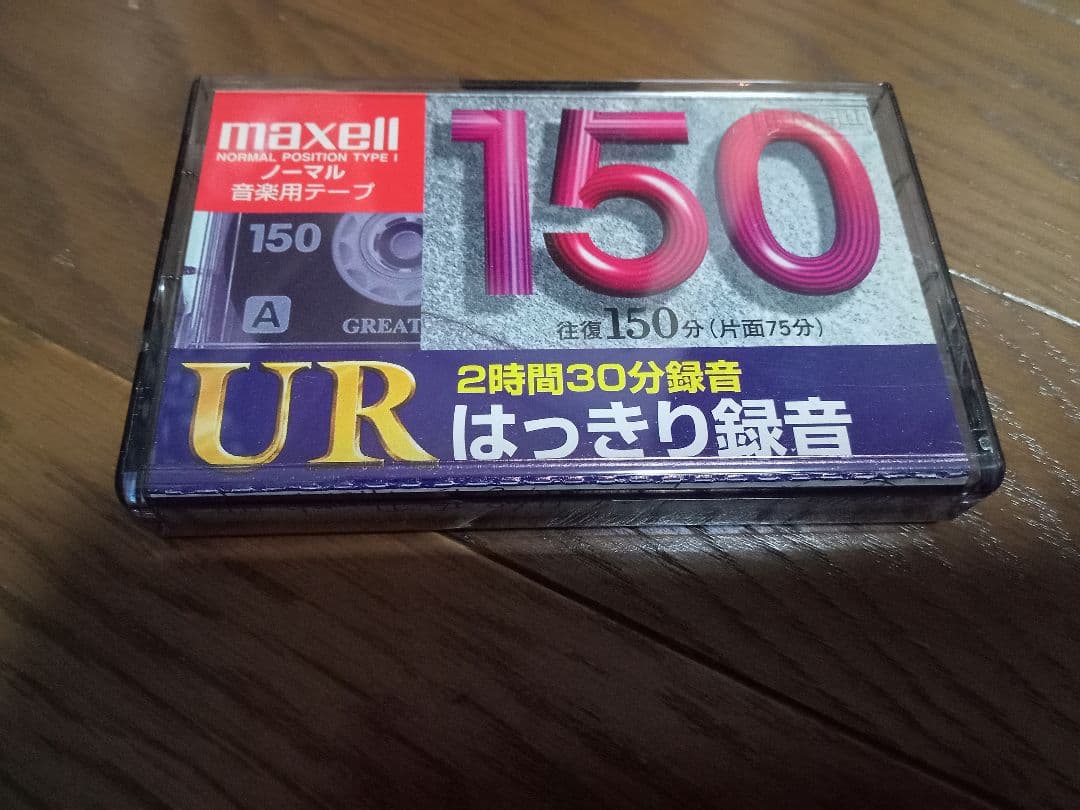 maxell
NORMAL POSITION TYPE I
ノーマル
音楽用テープ
150
150
A
GREAT
往復150分(片面75分)
UR
2時間30分録音
はっきり録音